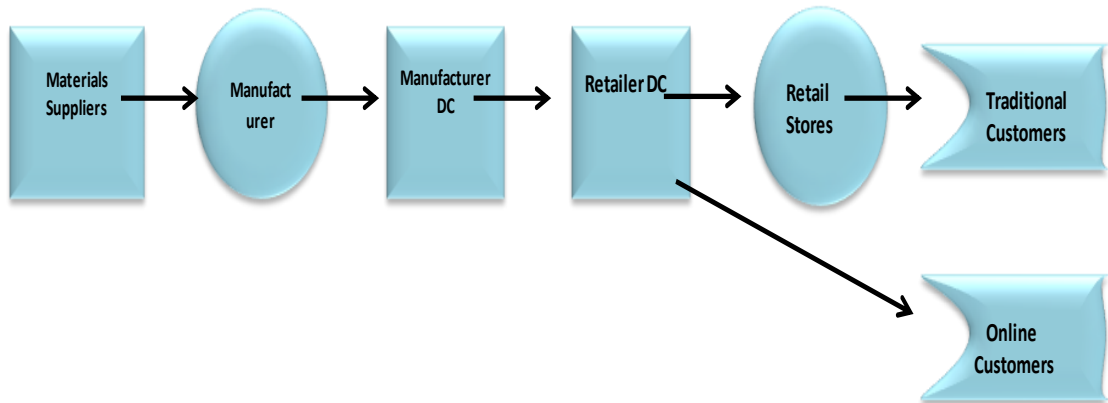 Materials
Suppliers
Manufact
urer
Manufacturer
DC
Retailer DC
Retail
Stores
Traditional
Customers
Online
Customers